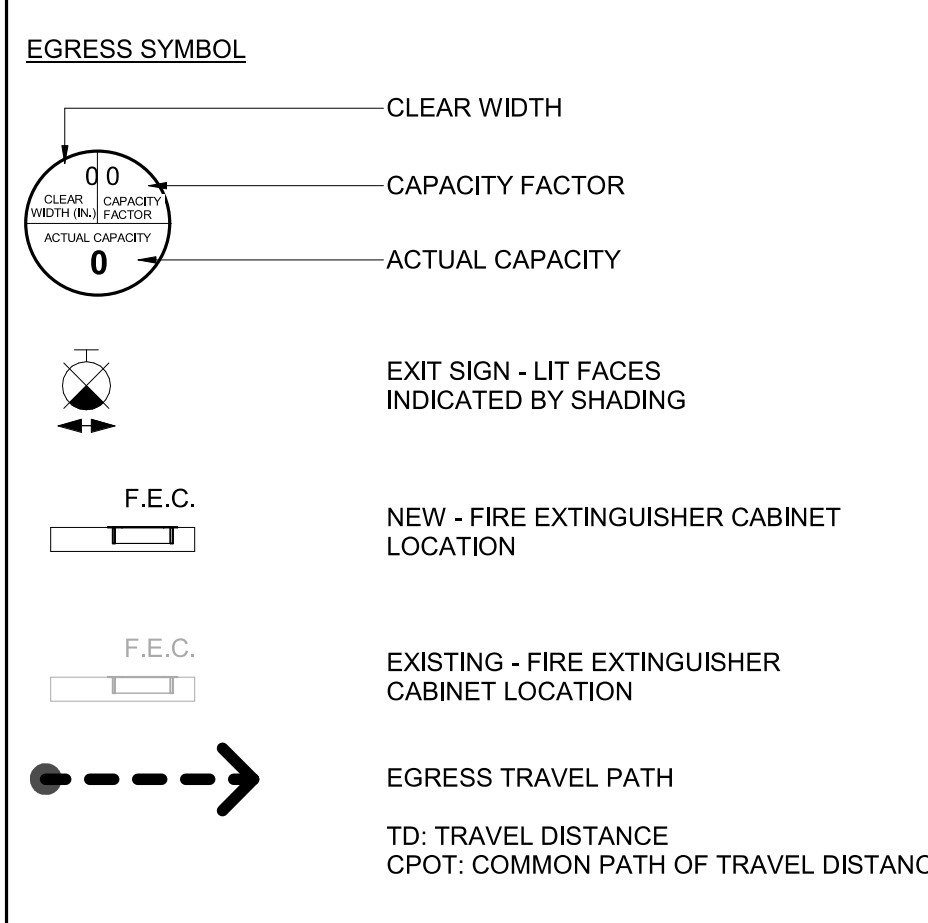 EGRESS SYMBOL
CLEAR WIDTH
0 0
CLEAR WIDTH (IN.)
CAPACITY FACTOR
CAPACITY FACTOR
ACTUAL CAPACITY
0
ACTUAL CAPACITY
EXIT SIGN - LIT FACES
INDICATED BY SHADING
F.E.C.
NEW - FIRE EXTINGUISHER CABINET
LOCATION
F.E.C.
EXISTING - FIRE EXTINGUISHER
CABINET LOCATION
EGRESS TRAVEL PATH
TD: TRAVEL DISTANCE
CPOT: COMMON PATH OF TRAVEL DISTANC